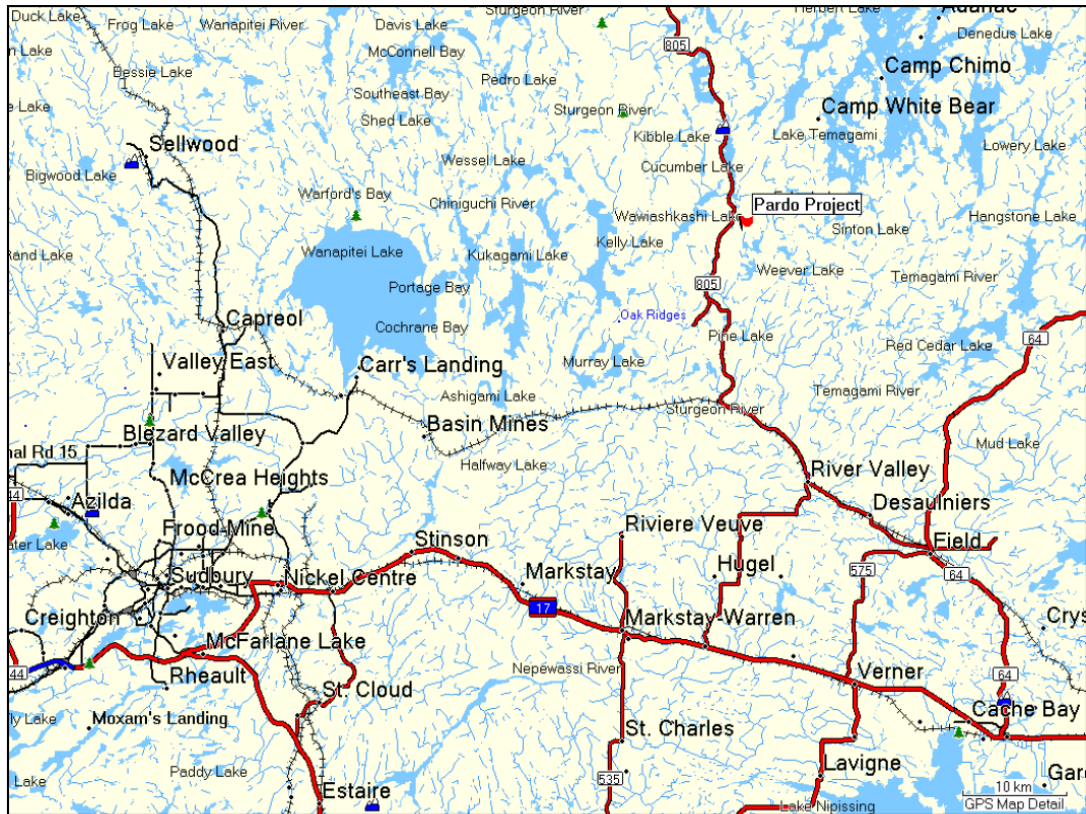 Duck Lake
Frog Lake
Wanapitei River
Davis Lake
Sturgeon River
Herbert Lake
Adanac
Denedus Lake
McConnell Bay
805
Bessie Lake
Pedro Lake
Camp Chimo
Southeast Bay
Sturgeon River
Camp White Bear
Shed Lake
Kibble Lake
Lake Temagami
Sellwood
Lowery Lake
Bigwood Lake
Wessel Lake
Cucumber Lake
Warford's Bay
Chiniguchi River
Pardo Project
Wawiashkashi Lake
Hangstone Lake
Sinton Lake
Kelly Lake
Rand Lake
Wanapitei Lake
Kukagami Lake
Weever Lake
Temagami River
Portage Bay
805
Capreol
Cochrane Bay
Oak Ridges
Pine Lake
Red Cedar Lake
64
Valley East
Carr's Landing
Murray Lake
Ashigami Lake
Temagami River
Sturgeon River
Basin Mines
Blezard Valley
Mud Lake
nal Rd 15
Halfway Lake
River Valley
McCrea Heights
44
Azilda
Desaulniers
Frood-Mine
Riviere Veuve
ater Lake
Stinson
Field
Markstay
Hugel
575
64
Sudbury
Nickel Centre
17
Creighton
Markstay-Warren
Crys
McFarlane Lake
44
Rheault
Nepewassi River
Verner
64
St. Cloud
Cache Bay
ly Lake
Moxam's Landing
St. Charles
Paddy Lake
Lavigne
Lake
535
10 km
Gar
Estaire
Lake Nipissing
GPS Map Detail